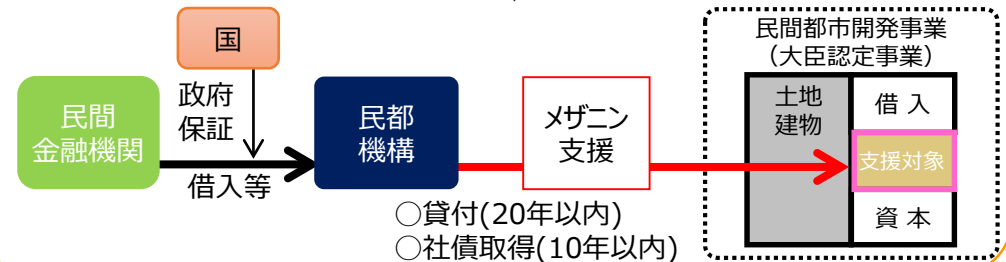 国
民間
金融機関
政府
保証
借入等
民都
機構
メザニン
支援
○貸付(20年以内)
○社債取得(10年以内)
民間都市開発事業
（大臣認定事業）
土地
建物
借 入
支援対象
資 本